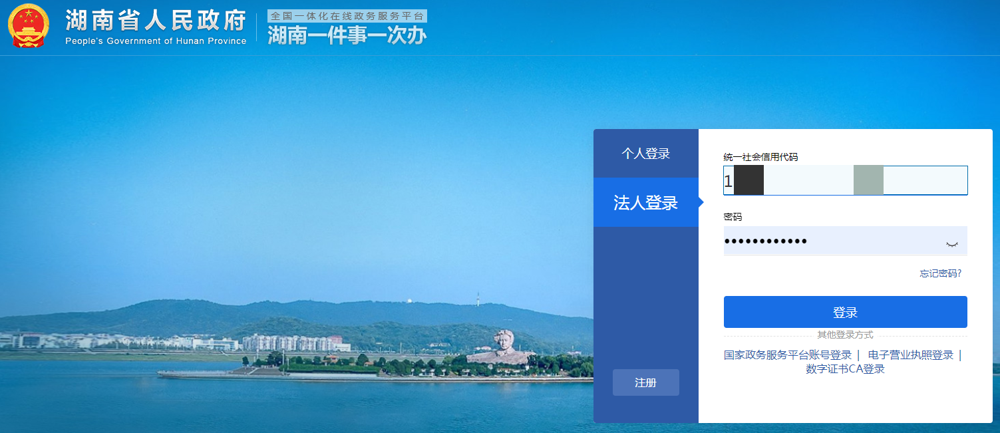 湖南省人民政府
People's Government of Hunan Province
全国一体化在线政务服务平台
湖南一件事一次办
个人登录
法人登录
注册
统一社会信用代码
1
密码
••••••••••••
忘记密码?
登录
其他登录方式
国家政务服务平台账号登录 | 电子营业执照登录 |
数字证书CA登录